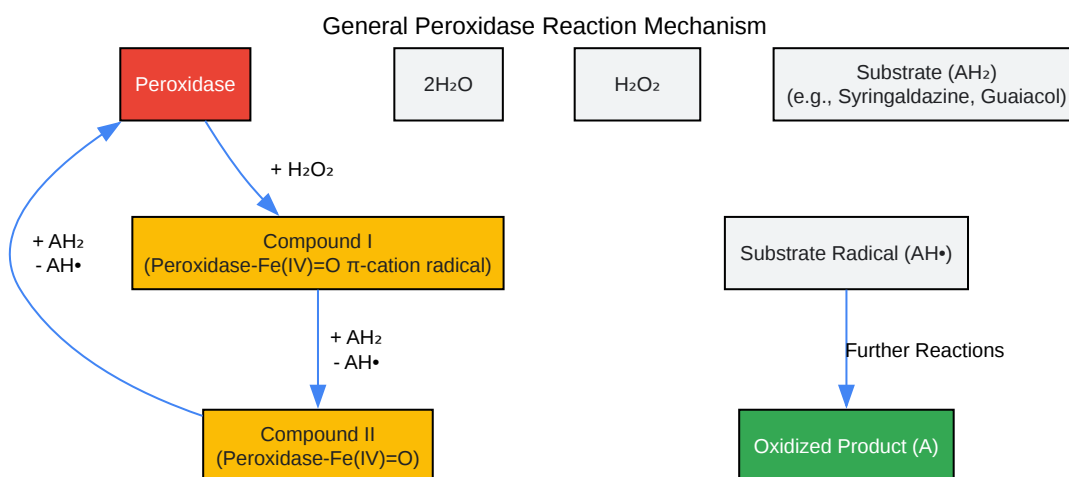 General Peroxidase Reaction Mechanism
Peroxidase
2H₂O
H₂O₂
Substrate (AH₂)
(e.g., Syringaldazine, Guaiacol)
+ H₂O₂
+ AH₂
- AH•
Compound I
(Peroxidase-Fe(IV)=O π-cation radical)
Substrate Radical (AH•)
+ AH₂
- AH•
Further Reactions
Compound II
(Peroxidase-Fe(IV)=O)
Oxidized Product (A)